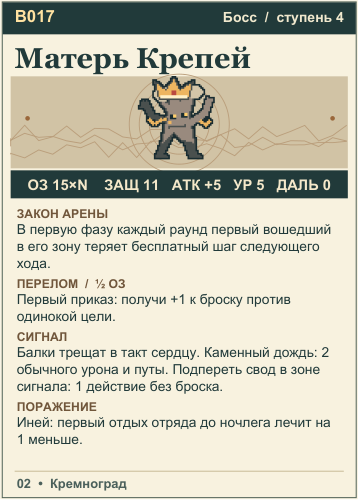 B017
Босс / ступень 4
Матерь Крепей
ОЗ 15×N ЗАЩ 11 АТК +5 УР 5 ДАЛЬ 0
ЗАКОН АРЕНЫ
В первую фазу каждый раунд первый вошедший
в его зону теряет бесплатный шаг следующего
хода.
ПЕРЕЛОМ / ½ ОЗ
Первый приказ: получи +1 к броску против
одинокой цели.
СИГНАЛ
Балки трещат в такт сердцу. Каменный дождь: 2
обычного урона и путы. Подпереть свод в зоне
сигнала: 1 действие без броска.
ПОРАЖЕНИЕ
Иней: первый отдых отряда до ночлега лечит на
1 меньше.
02 • Кремноград